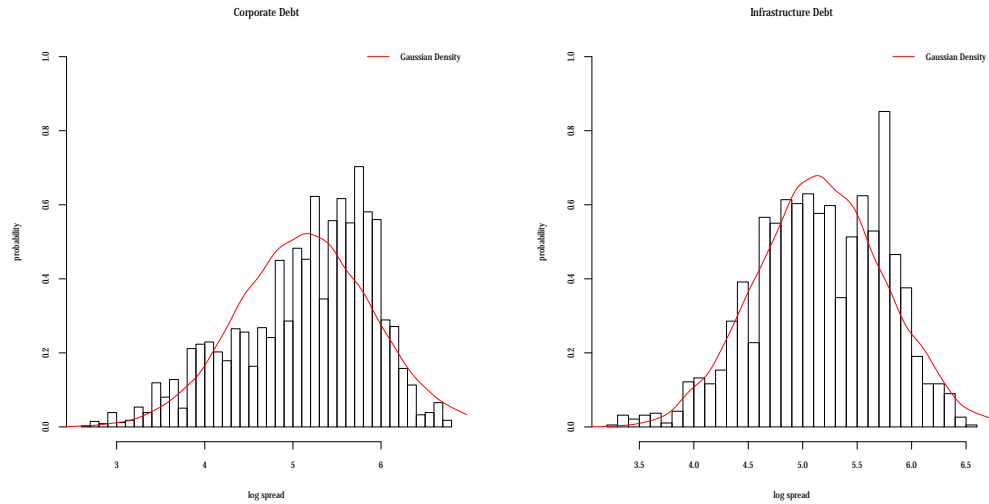 Corporate Debt
Gaussian Density
probability
0.0 0.2 0.4 0.6 0.8 1.0
3 4 5 6
log spread
Infrastructure Debt
Gaussian Density
probability
0.0 0.2 0.4 0.6 0.8 1.0
3.5 4.0 4.5 5.0 5.5 6.0 6.5
log spread